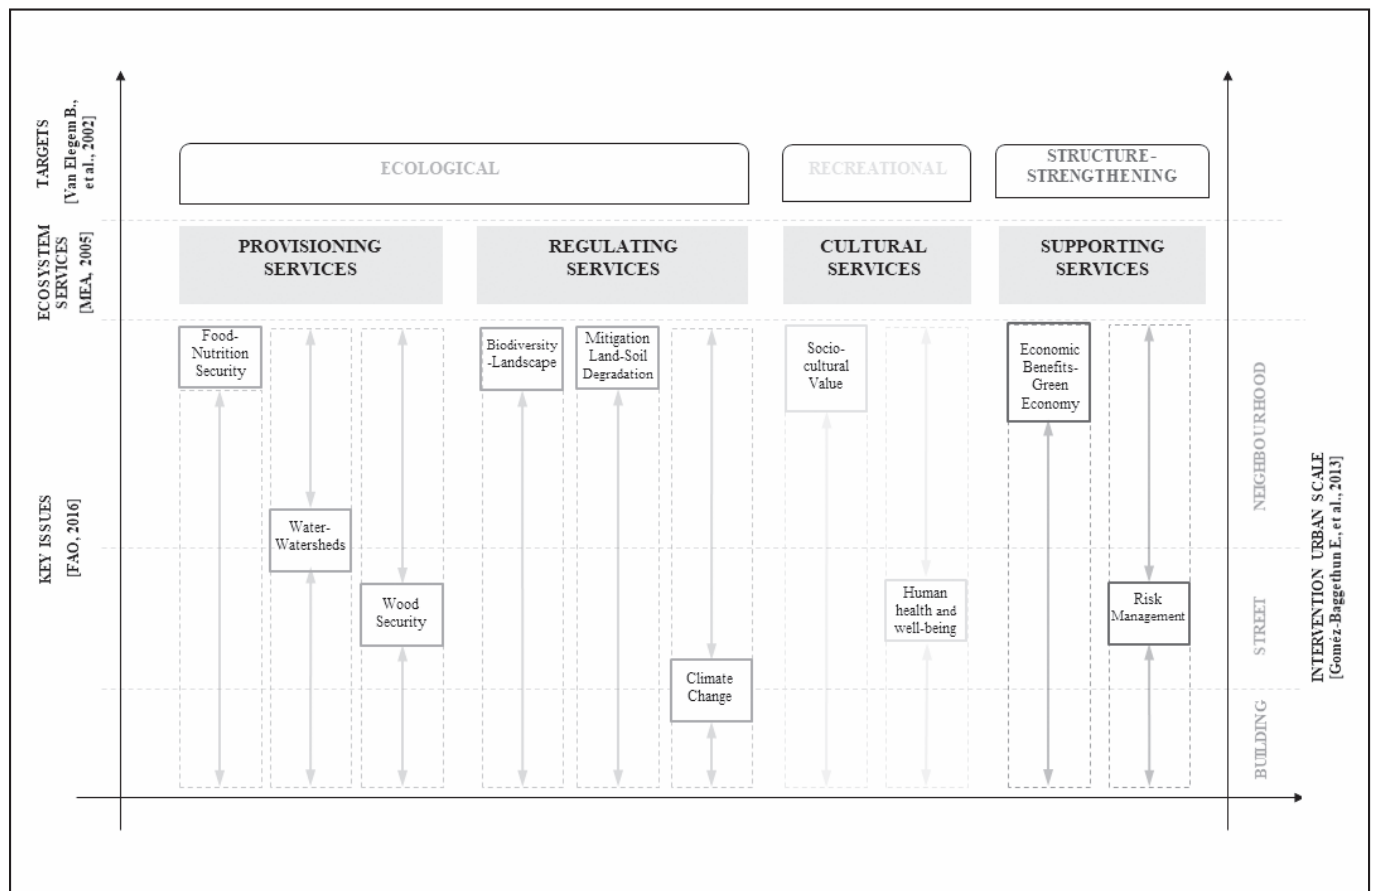 TARGETS
[Van Elegem B.,
et al., 2002]
ECOLOGICAL
RECREATIONAL
STRUCTURE-
STRENGTHENING
ECOSYSTEM
SERVICES
[MEA, 2005]
PROVISIONING
SERVICES
REGULATING
SERVICES
CULTURAL
SERVICES
SUPPORTING
SERVICES
KEY ISSUES
[FAO, 2016]
Food-
Nutrition
Security
Water-
Watersheds
Wood
Security
Biodiversity
-Landscape
Mitigation
Land-Soil
Degradation
Climate
Change
Socio-
cultural
Value
Human
health and
well-being
Economic
Benefits-
Green
Economy
Risk
Management
NEIGHBOURHOOD
STREET
BUILDING
INTERVENTION URBAN SCALE
[Goméz-Baggethun E., et al., 2013]